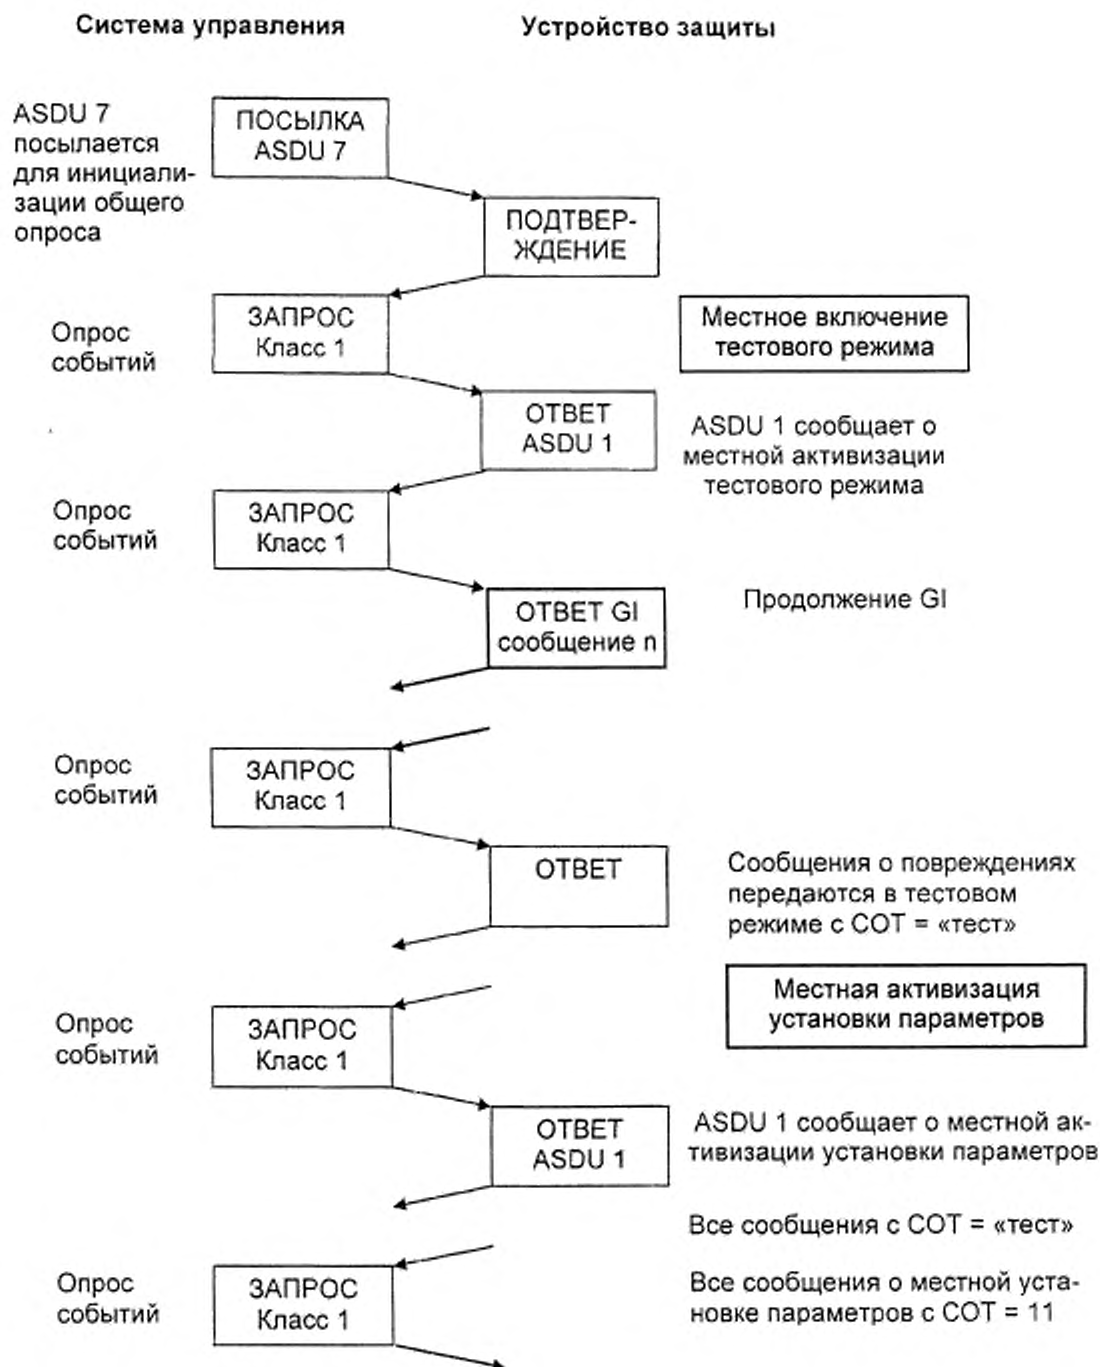 Система управления
Устройство защиты
ASDU 7
посылается
для инициали-
зации общего
опроса
ПОСЫЛКА
ASDU 7
ПОДТВЕР-
ЖДЕНИЕ
Опрос
событий
ЗАПРОС
Класс 1
Местное включение
тестового режима
ОТВЕТ
ASDU 1
ASDU 1 сообщает о
местной активизации
тестового режима
Опрос
событий
ЗАПРОС
Класс 1
ОТВЕТ GI
сообщение n
Продолжение GI
Опрос
событий
ЗАПРОС
Класс 1
ОТВЕТ
Сообщения о повреждениях
передаются в тестовом
режиме с СОТ = «тест»
Местная активизация
установки параметров
Опрос
событий
ЗАПРОС
Класс 1
ОТВЕТ
ASDU 1
ASDU 1 сообщает о местной ак-
тивизации установки параметров
Все сообщения с СОТ = «тест»
Опрос
событий
ЗАПРОС
Класс 1
Все сообщения о местной уста-
новке параметров с СОТ = 11